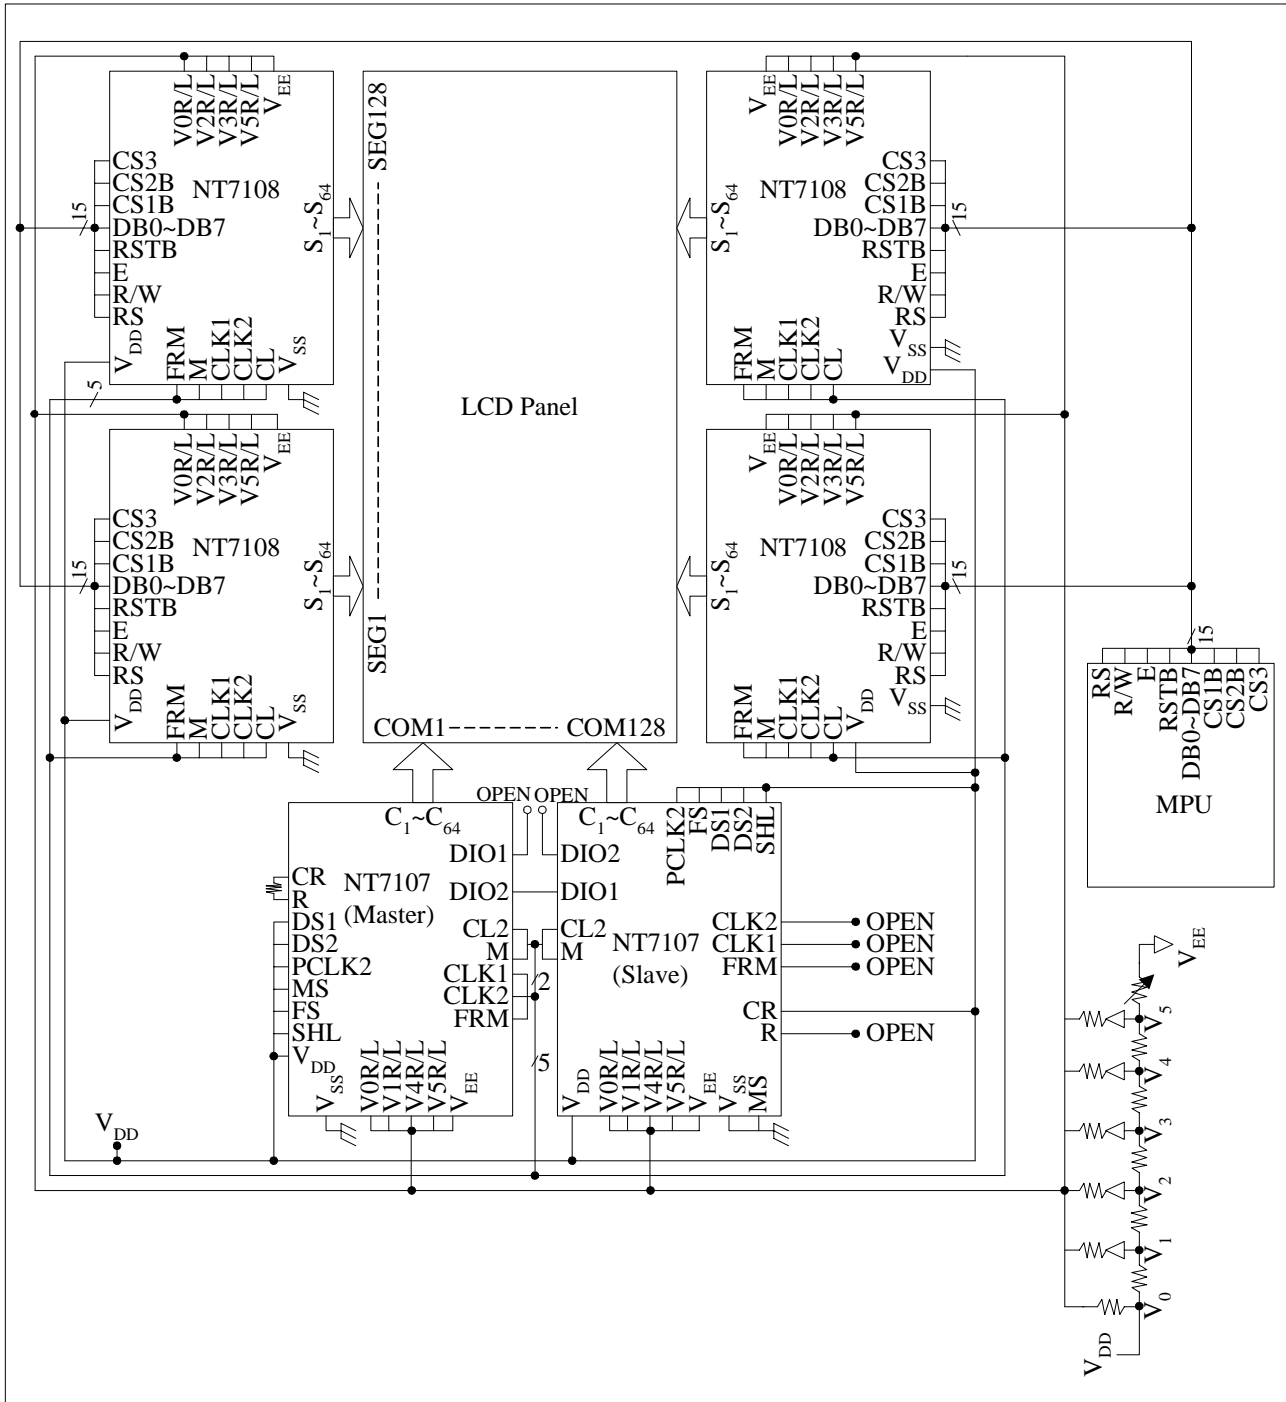 V0R/L
V2R/L
V3R/L
V5R/L
VEE
CS3
CS2B
CS1B
DB0~DB7
RSTB
E
R/W
RS
NT7108
S1~S64
15
VDD
FRM
M
CLK1
CLK2
CL
VSS
5
SEG128
SEG1
LCD Panel
COM1
COM128
VEE
V0R/L
V2R/L
V3R/L
V5R/L
CS3
CS2B
CS1B
DB0~DB7
RSTB
E
R/W
RS
NT7108
S1~S64
15
VSS
VDD
FRM
M
CLK1
CLK2
CL
V0R/L
V2R/L
V3R/L
V5R/L
VEE
CS3
CS2B
CS1B
DB0~DB7
RSTB
E
R/W
RS
NT7108
S1~S64
15
VDD
FRM
M
CLK1
CLK2
CL
VSS
VEE
V0R/L
V2R/L
V3R/L
V5R/L
CS3
CS2B
CS1B
DB0~DB7
RSTB
E
R/W
RS
NT7108
S1~S64
15
VSS
FRM
M
CLK1
CLK2
CL
VDD
15
RS
R/W
E
RSTB
DB0~DB7
CS1B
CS2B
CS3
MPU
OPEN
OPEN
C1~C64
DIO1
DIO2
CR
R
NT7107
(Master)
DS1
DS2
PCLK2
MS
FS
SHL
VDD
CL2
M
CLK1
CLK2
FRM
VSS
V0R/L
V1R/L
V4R/L
V5R/L
VEE
2
5
C1~C64
PCLK2
FS
DS1
DS2
SHL
DIO2
DIO1
CL2
M
NT7107
(Slave)
CLK2
CLK1
FRM
CR
R
OPEN
OPEN
OPEN
OPEN
VDD
V0R/L
V1R/L
V4R/L
V5R/L
VEE
VSS
MS
VDD
VEE
V5
V4
V3
V2
V1
V0
VDD